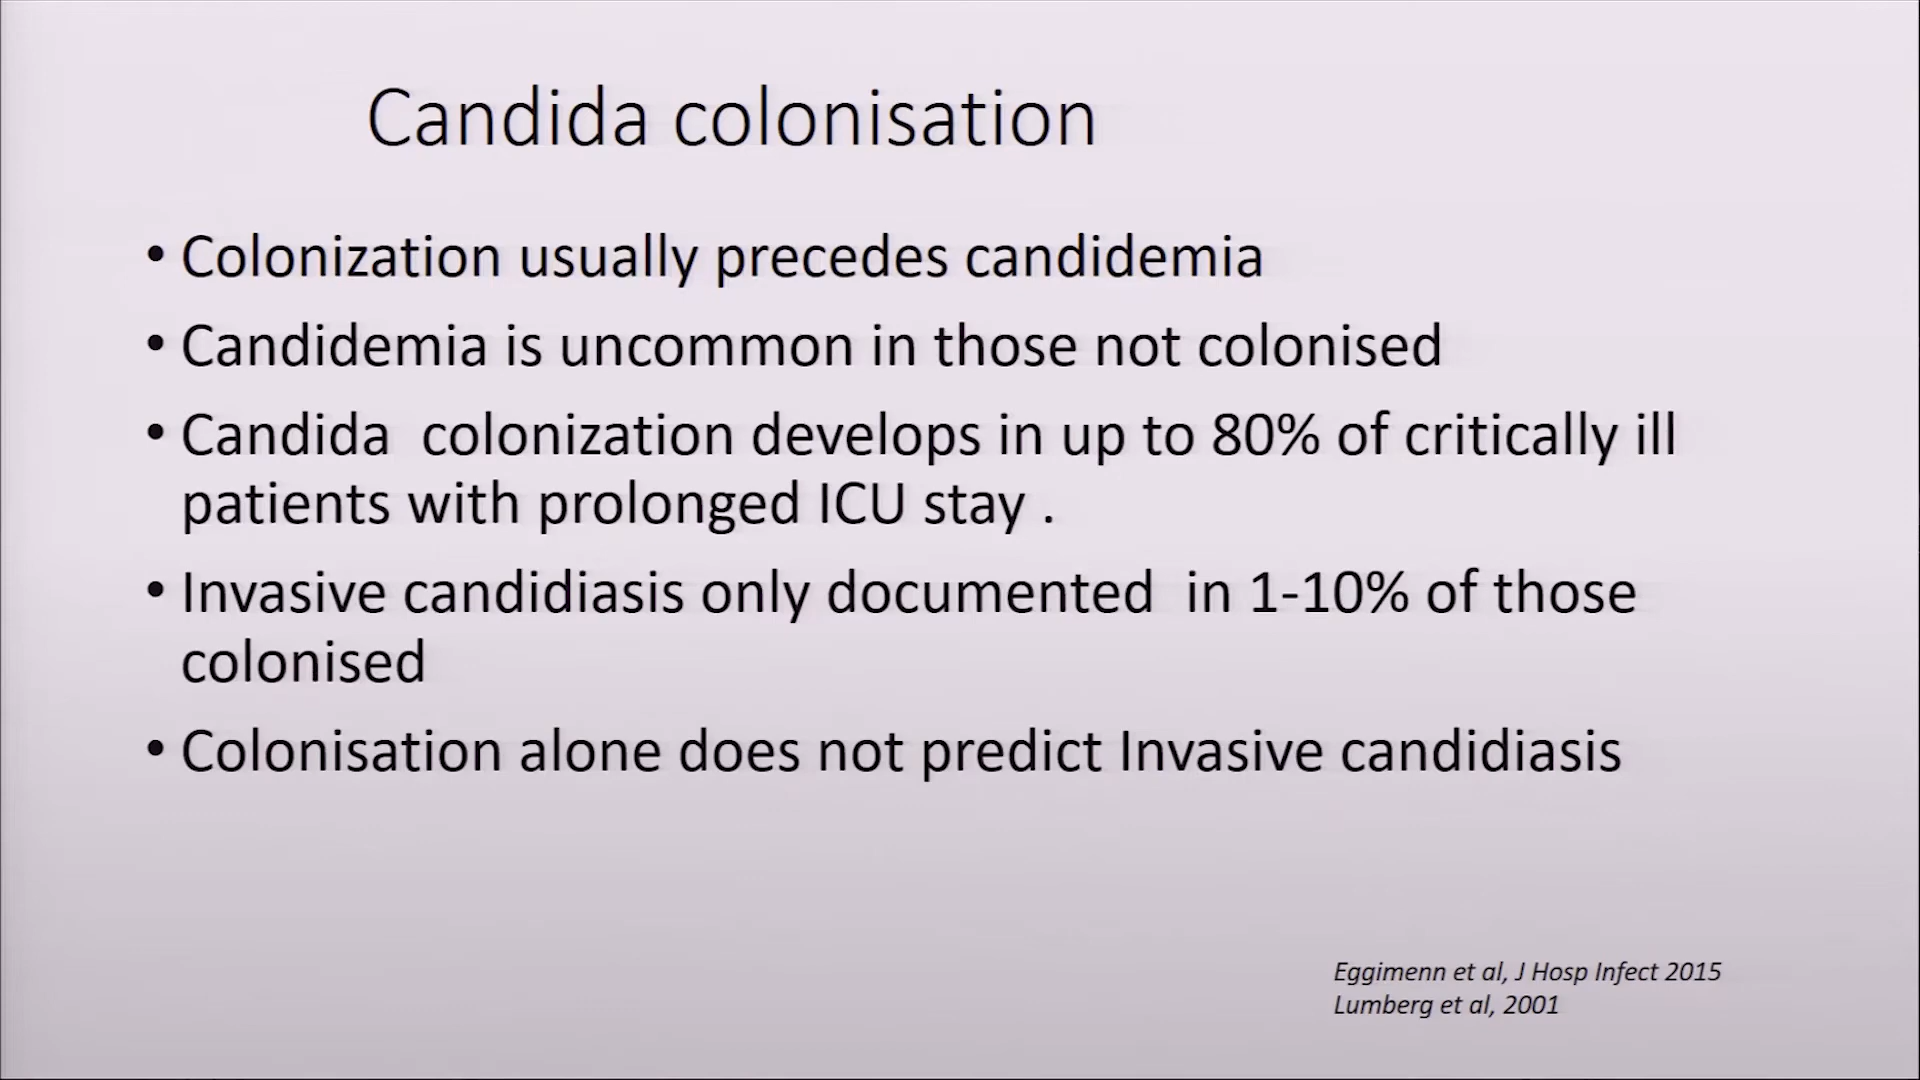 Candida colonisation
• Colonization usually precedes candidemia
• Candidemia is uncommon in those not colonised
• Candida colonization develops in up to 80% of critically ill
patients with prolonged ICU stay .
• Invasive candidiasis only documented in 1-10% of those
colonised
• Colonisation alone does not predict Invasive candidiasis
Eggimenn et al, J Hosp Infect 2015
Lumberg et al, 2001